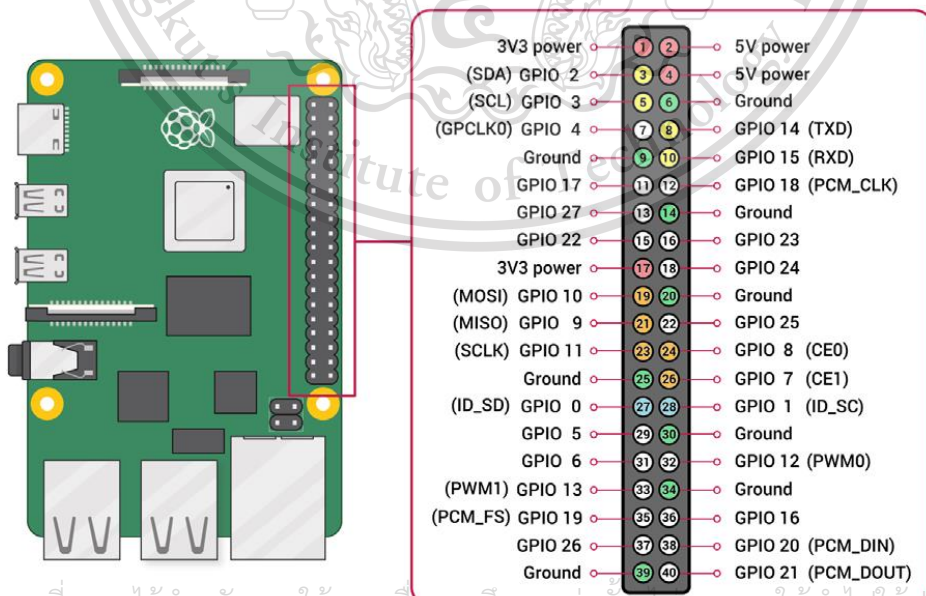 3V3 power 1 2 5V power
(SDA) GPIO 2 3 4 5V power
(SCL) GPIO 3 5 6 Ground
(GPCLK0) GPIO 4 7 8 GPIO 14 (TXD)
Ground 9 10 GPIO 15 (RXD)
GPIO 17 11 12 GPIO 18 (PCM_CLK)
GPIO 27 13 14 Ground
GPIO 22 15 16 GPIO 23
3V3 power 17 18 GPIO 24
(MOSI) GPIO 10 19 20 Ground
(MISO) GPIO 9 21 22 GPIO 25
(SCLK) GPIO 11 23 24 GPIO 8 (CE0)
Ground 25 26 GPIO 7 (CE1)
(ID_SD) GPIO 0 27 28 GPIO 1 (ID_SC)
GPIO 5 29 30 Ground
GPIO 6 31 32 GPIO 12 (PWM0)
(PWM1) GPIO 13 33 34 Ground
(PCM_FS) GPIO 19 35 36 GPIO 16
GPIO 26 37 38 GPIO 20 (PCM_DIN)
Ground 39 40 GPIO 21 (PCM_DOUT)
Institute of Technology